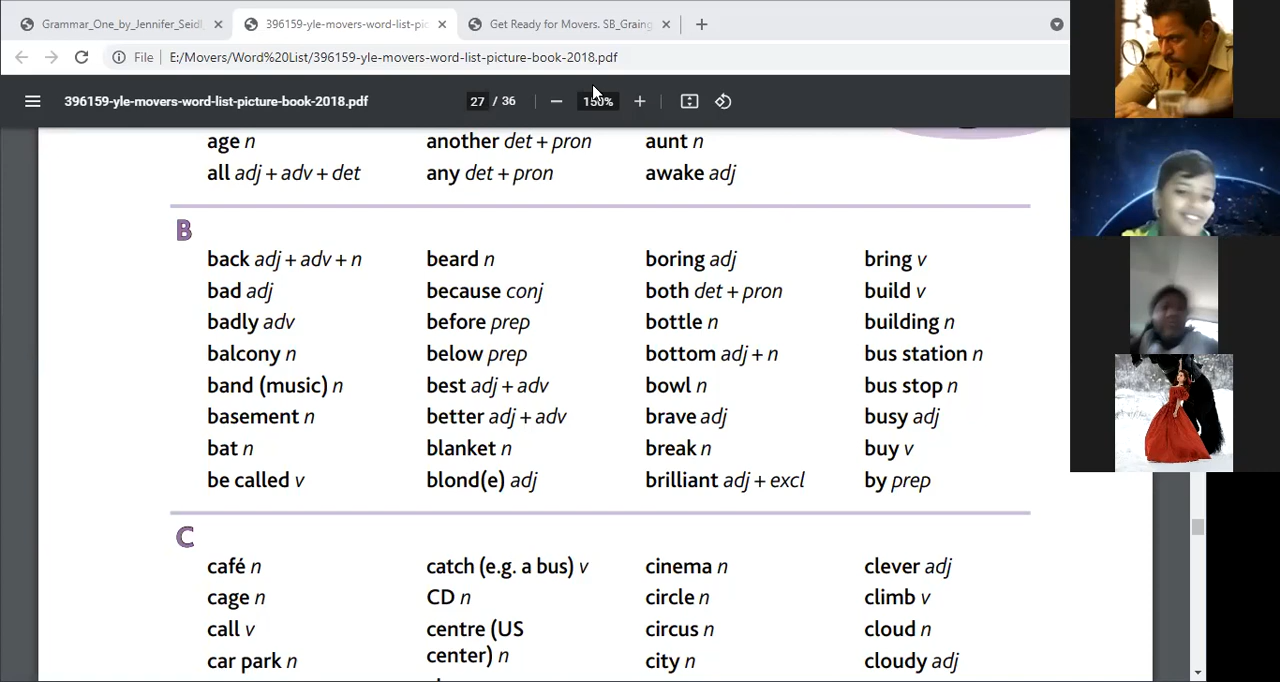 Grammar_One_by_Jennifer_Seidl
396159-yle-movers-word-list-pic
Get Ready for Movers. SB_Grain
File
E:/Movers/Word%20List/396159-yle-movers-word-list-picture-book-2018.pdf
396159-yle-movers-word-list-picture-book-2018.pdf
27 / 36
150%
age n another det + pron aunt n
all adj + adv + det any det + pron awake adj
B
back adj + adv + n beard n boring adj bring v
bad adj because conj both det + pron build v
badly adv before prep bottle n building n
balcony n below prep bottom adj + n bus station n
band (music) n best adj + adv bowl n bus stop n
basement n better adj + adv brave adj busy adj
bat n blanket n break n buy v
be called v blond(e) adj brilliant adj + excl by prep
C
café n catch (e.g. a bus) v cinema n clever adj
cage n CD n circle n climb v
call v centre (US circus n cloud n
car park n center) n city n cloudy adj